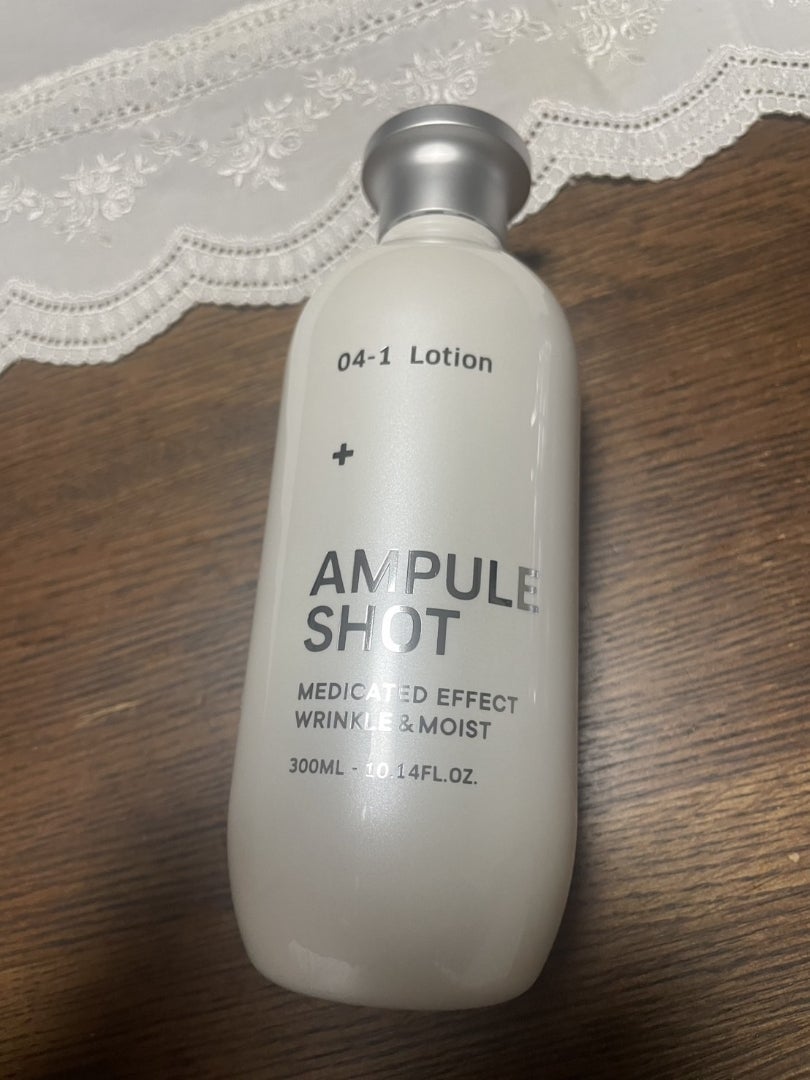 04-1 Lotion
+
AMPULE
SHOT
MEDICATED EFFECT
WRINKLE & MOIST
300ML - 10.14FL.OZ.